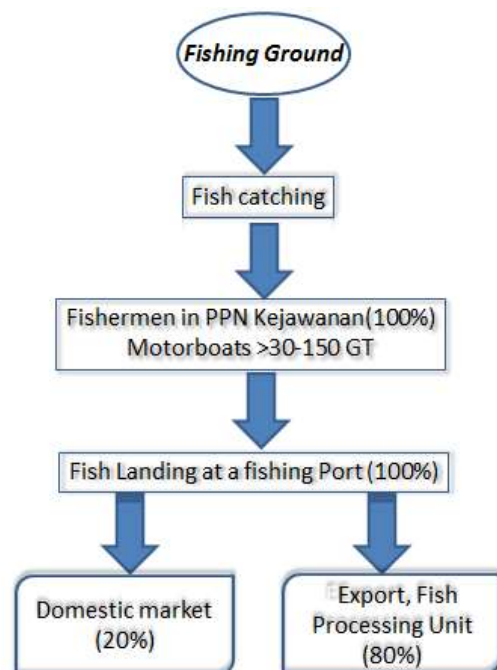 Fishing Ground
Fish catching
Fishermen in PPN Kejawanan(100%)
Motorboats >30-150 GT
Fish Landing at a fishing Port (100%)
Domestic market
(20%)
Export, Fish
Processing Unit
(80%)